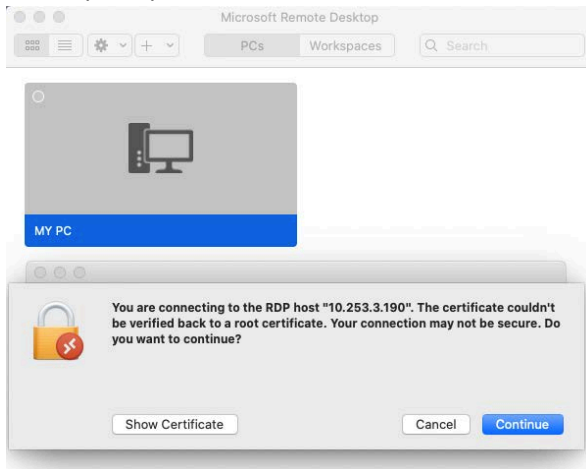 Microsoft Remote Desktop
PCs Workspaces Search
MY PC
You are connecting to the RDP host "10.253.3.190". The certificate couldn't
be verified back to a root certificate. Your connection may not be secure. Do
you want to continue?
Show Certificate Cancel Continue